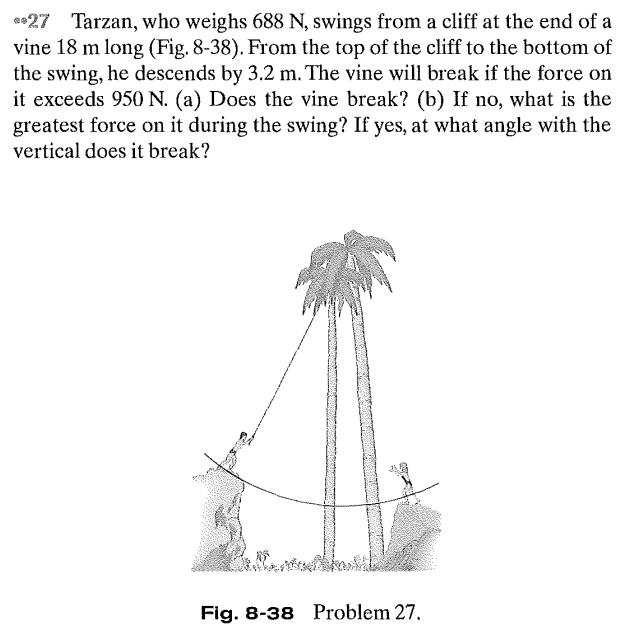 ••27 Tarzan, who weighs 688 N, swings from a cliff at the end of a
vine 18 m long (Fig. 8-38). From the top of the cliff to the bottom of
the swing, he descends by 3.2 m. The vine will break if the force on
it exceeds 950 N. (a) Does the vine break? (b) If no, what is the
greatest force on it during the swing? If yes, at what angle with the
vertical does it break?
Fig. 8-38 Problem 27.